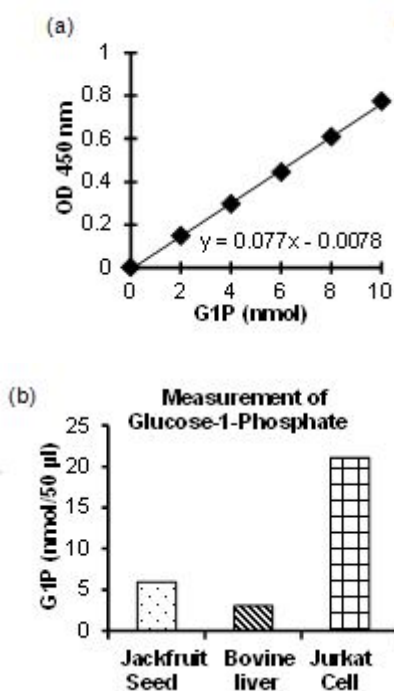 (a)
1
0.8
0.6
0.4
0.2
0
OD 450 nm
y = 0.077x - 0.0078
0 2 4 6 8 10
G1P (nmol)
(b)
Measurement of
Glucose-1-Phosphate
25
20
15
10
5
0
G1P (nmol/50 µl)
Jackfruit Bovine Jurkat
Seed liver Cell